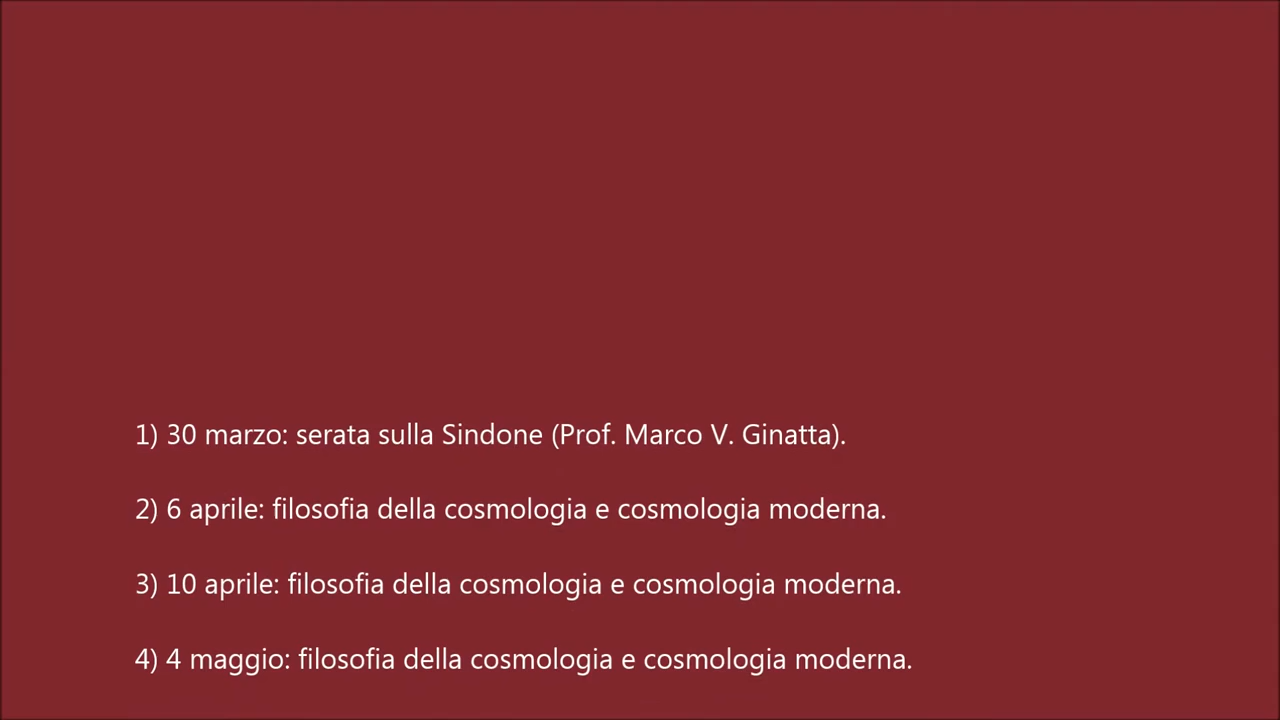 1) 30 marzo: serata sulla Sindone (Prof. Marco V. Ginatta).
2) 6 aprile: filosofia della cosmologia e cosmologia moderna.
3) 10 aprile: filosofia della cosmologia e cosmologia moderna.
4) 4 maggio: filosofia della cosmologia e cosmologia moderna.